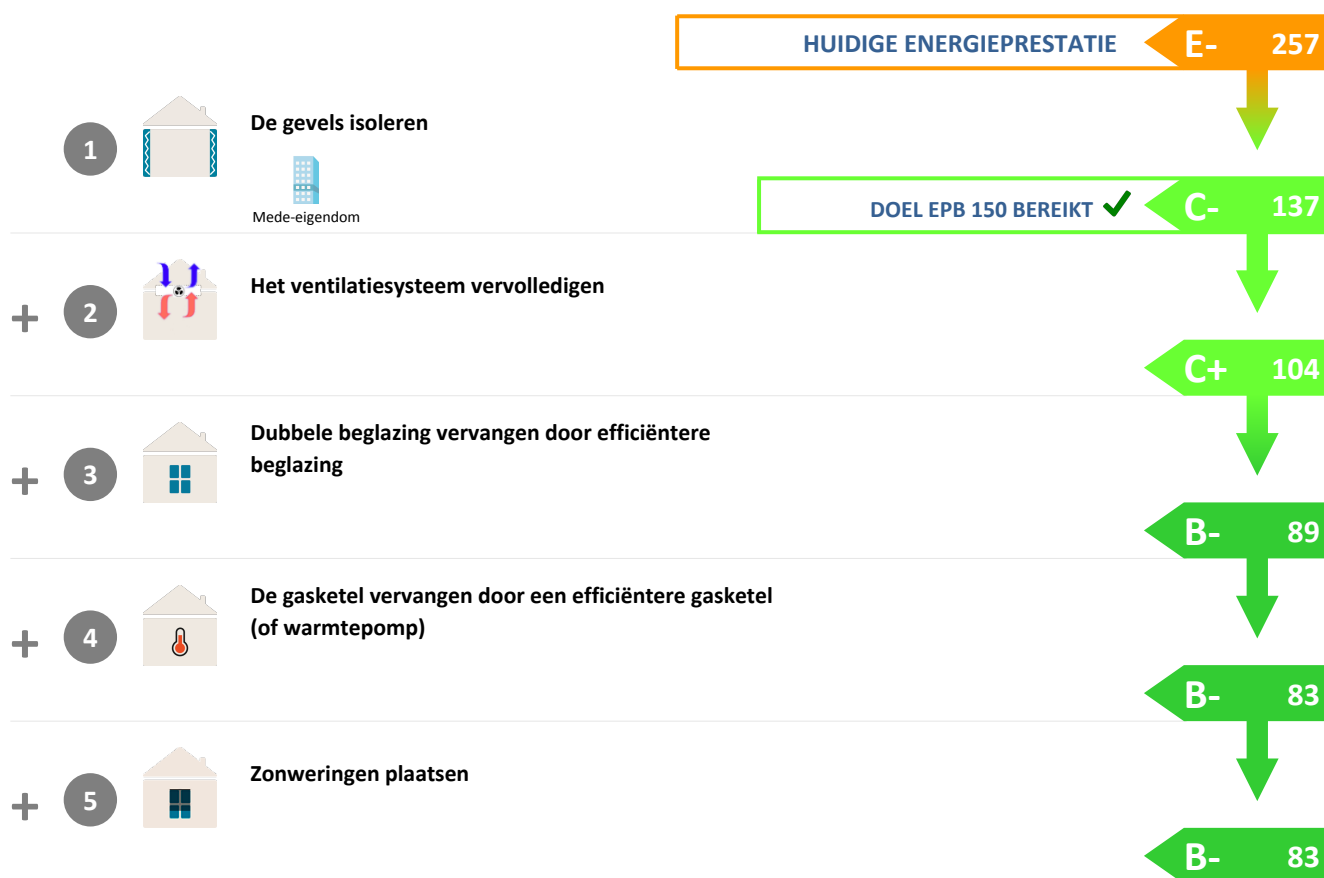 HUIDIGE ENERGIEPRESTATIE E- 257
1 De gevels isoleren
Mede-eigendom
DOEL EPB 150 BEREIKT C- 137
+ 2 Het ventilatiesysteem vervolledigen
C+ 104
+ 3 Dubbele beglazing vervangen door efficiëntere
beglazing
B- 89
+ 4 De gasketel vervangen door een efficiëntere gasketel
(of warmtepomp)
B- 83
+ 5 Zonweringen plaatsen
B- 83